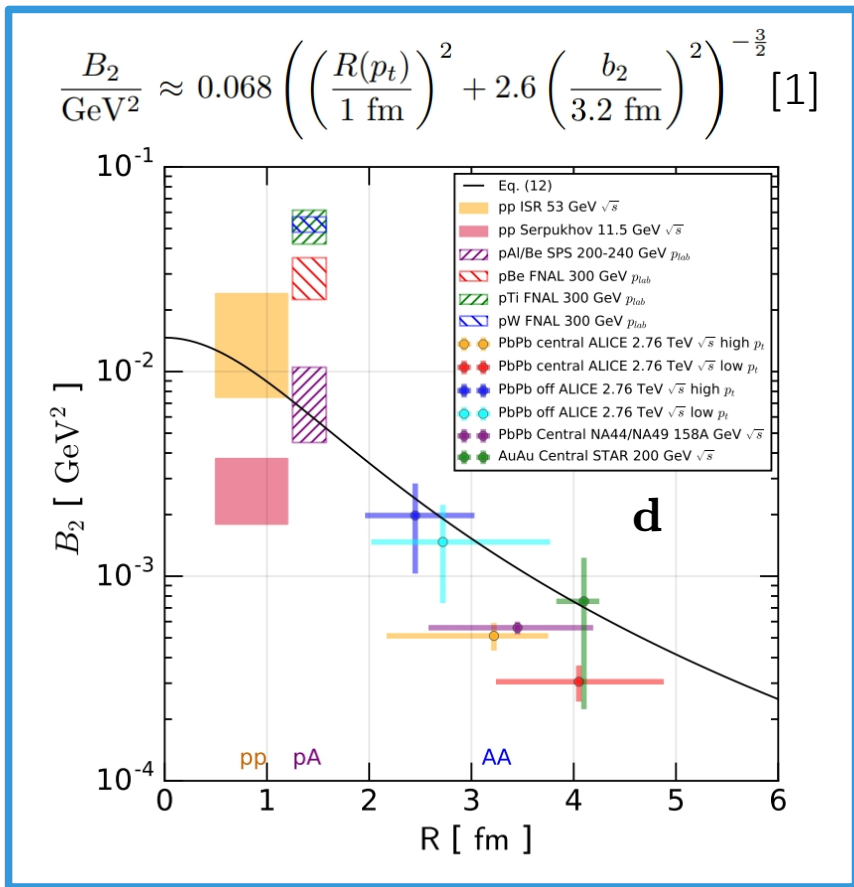 B₂/GeV² ≈ 0.068 ( ( R(pₜ)/1 fm )² + 2.6 ( b₂/3.2 fm )² )^(-3/2) [1]
10⁻¹
10⁻²
10⁻³
10⁻⁴
B₂ [ GeV² ]
Eq. (12)
pp ISR 53 GeV √s
pp Serpukhov 11.5 GeV √s
pAl/Be SPS 200-240 GeV p_lab
pBe FNAL 300 GeV p_lab
pTi FNAL 300 GeV p_lab
pW FNAL 300 GeV p_lab
PbPb central ALICE 2.76 TeV √s high pₜ
PbPb central ALICE 2.76 TeV √s low pₜ
PbPb off ALICE 2.76 TeV √s high pₜ
PbPb off ALICE 2.76 TeV √s low pₜ
PbPb Central NA44/NA49 158A GeV √s
AuAu Central STAR 200 GeV √s
d
pp pA AA
0 1 2 3 4 5 6
R [ fm ]